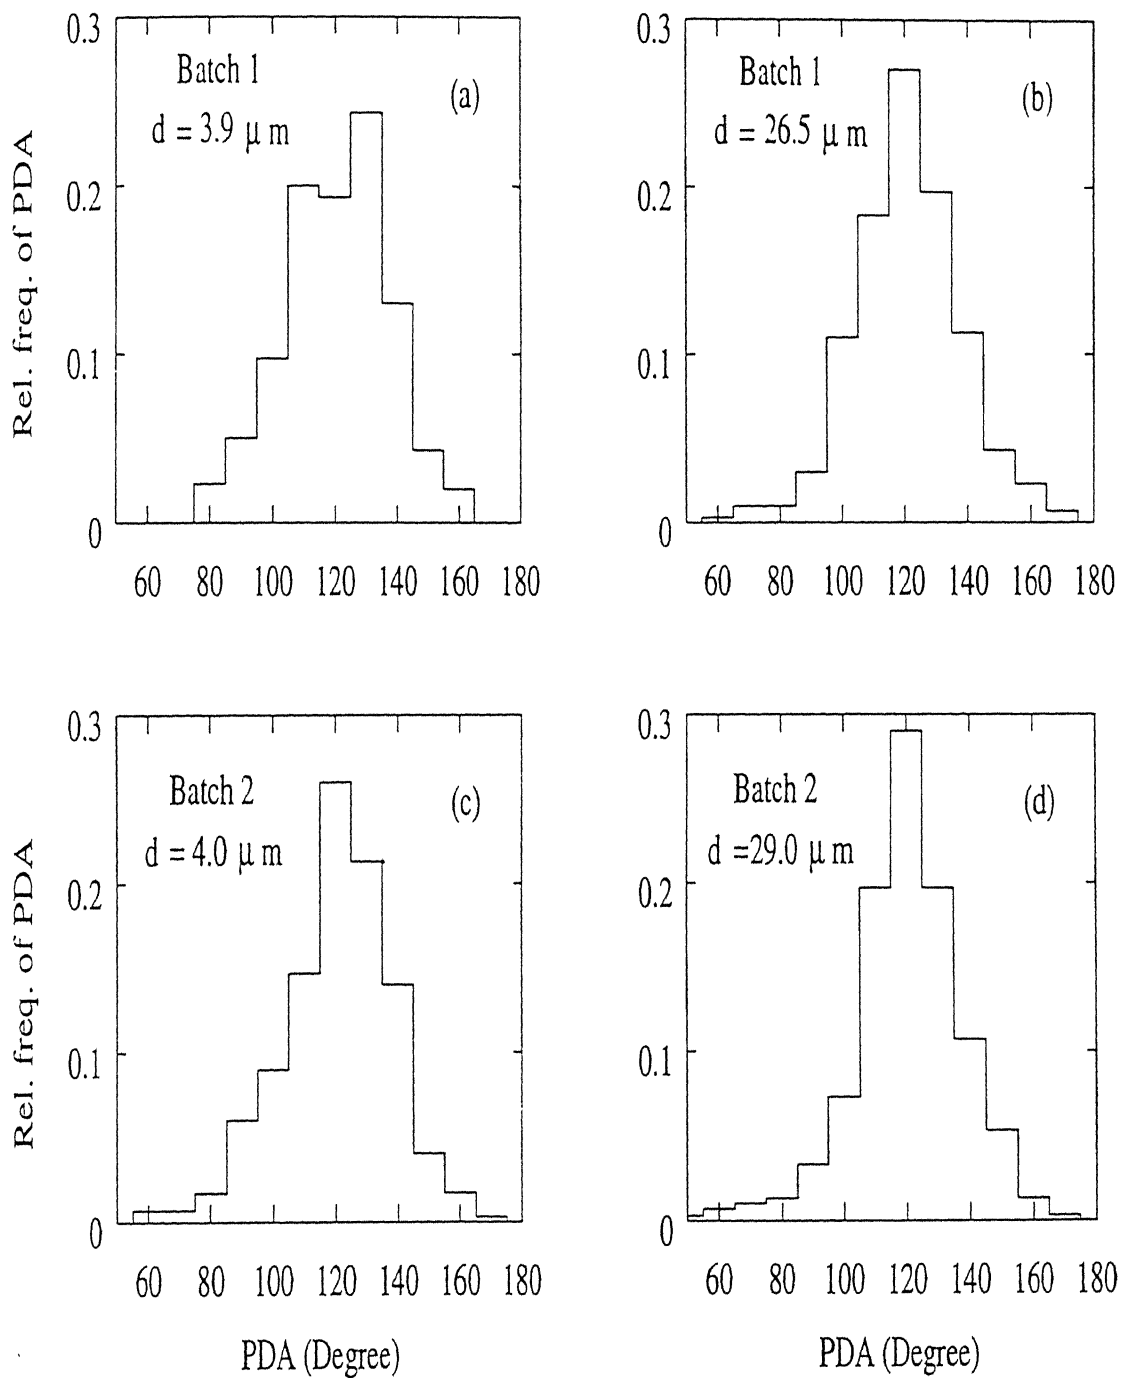 Rel. freq. of PDA
0.3
0.2
0.1
0
Batch 1
d = 3.9 μ m
(a)
60 80 100 120 140 160 180
0.3
0.2
0.1
0
Batch 1
d = 26.5 μ m
(b)
60 80 100 120 140 160 180
Rel. freq. of PDA
0.3
0.2
0.1
0
Batch 2
d = 4.0 μ m
(c)
60 80 100 120 140 160 180
PDA (Degree)
0.3
0.2
0.1
0
Batch 2
d =29.0 μ m
(d)
60 80 100 120 140 160 180
PDA (Degree)